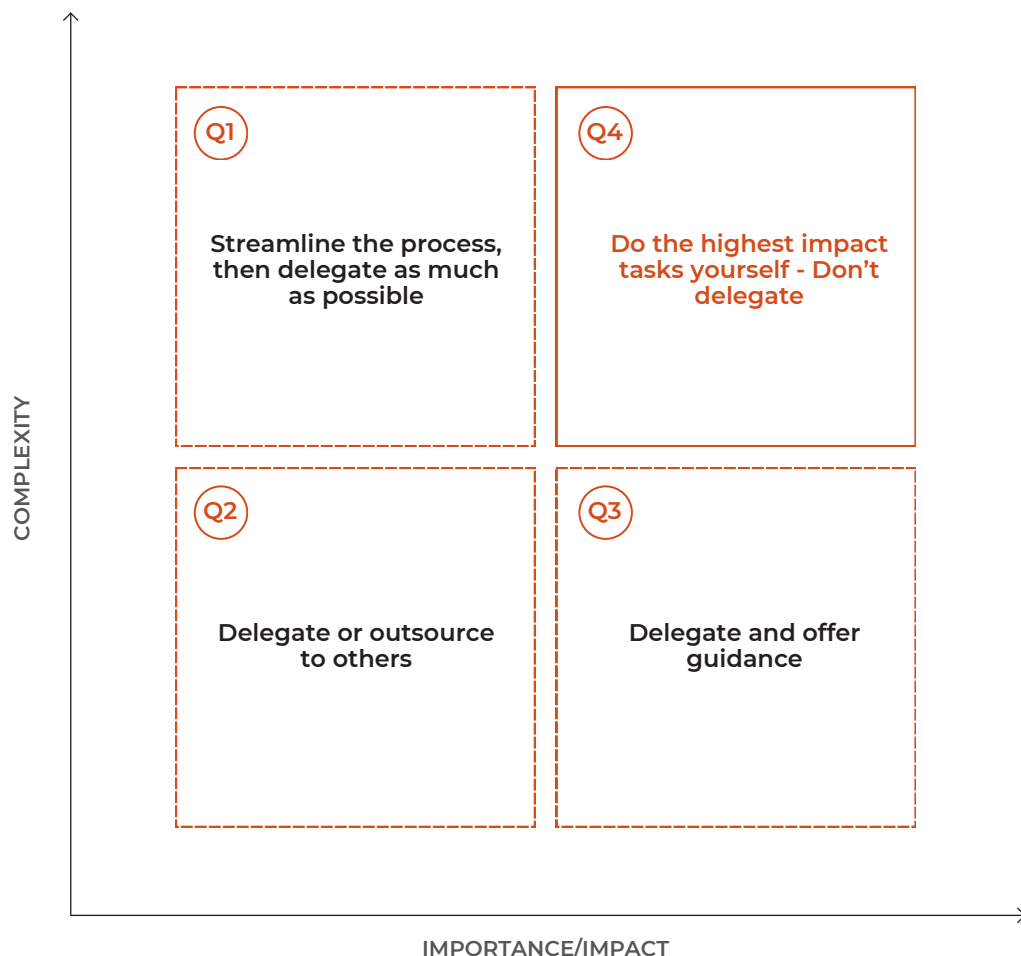 Q1
Streamline the process,
then delegate as much
as possible
Q4
Do the highest impact
tasks yourself - Don’t
delegate
COMPLEXITY
Q2
Delegate or outsource
to others
Q3
Delegate and offer
guidance
IMPORTANCE/IMPACT